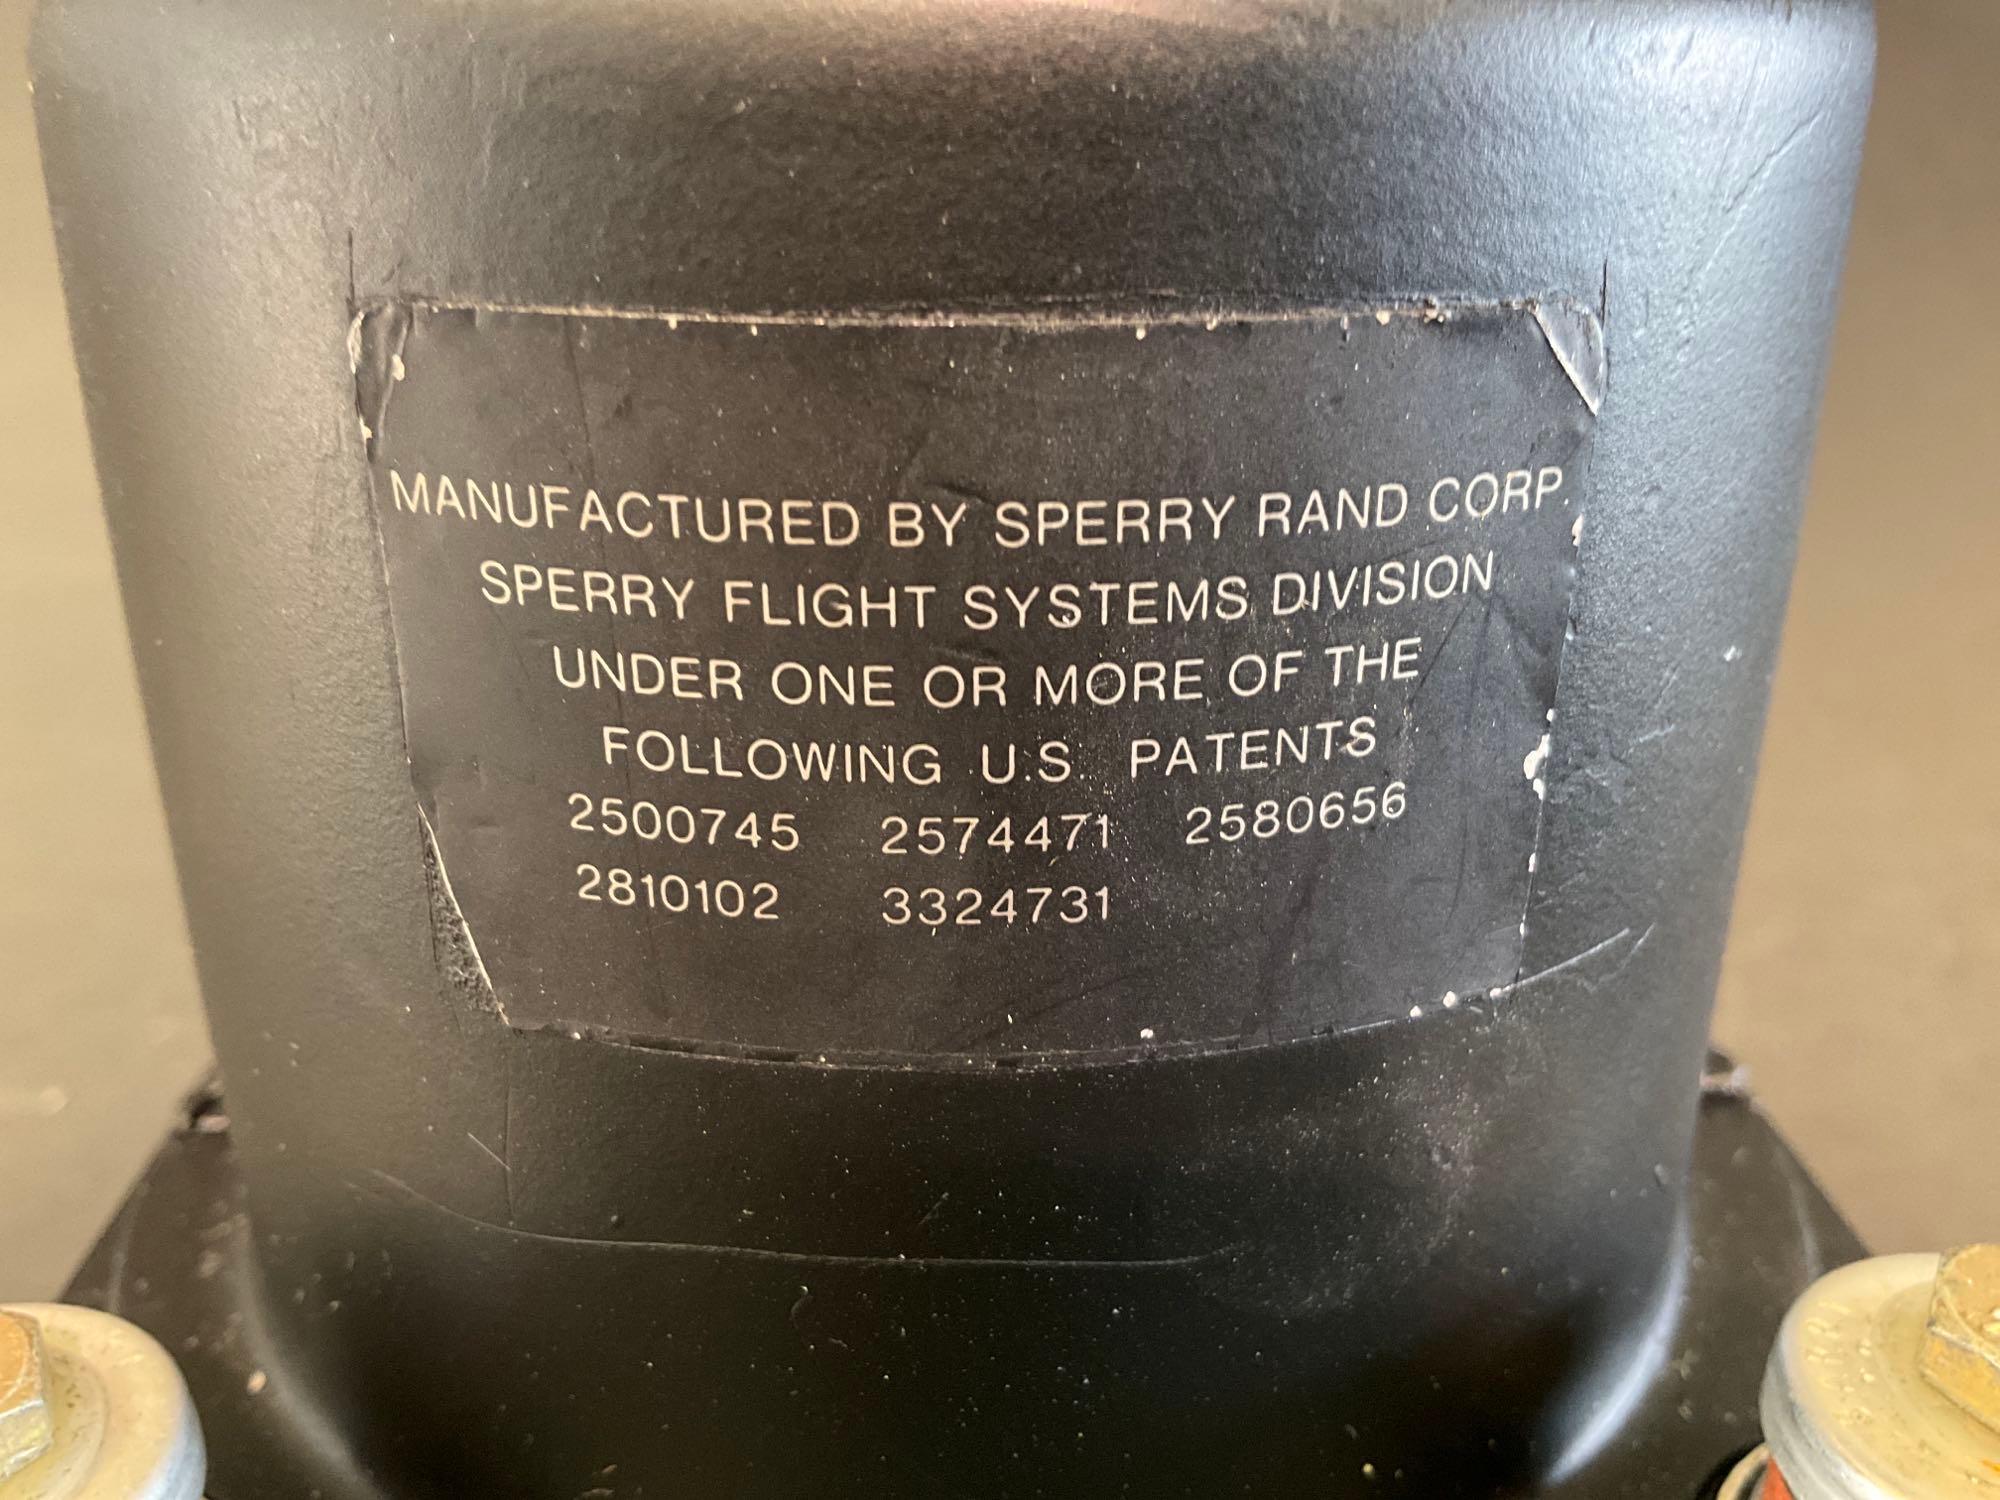 MANUFACTURED BY SPERRY RAND CORP.
SPERRY FLIGHT SYSTEMS DIVISION
UNDER ONE OR MORE OF THE
FOLLOWING U.S. PATENTS
2500745 2574471 2580656
2810102 3324731